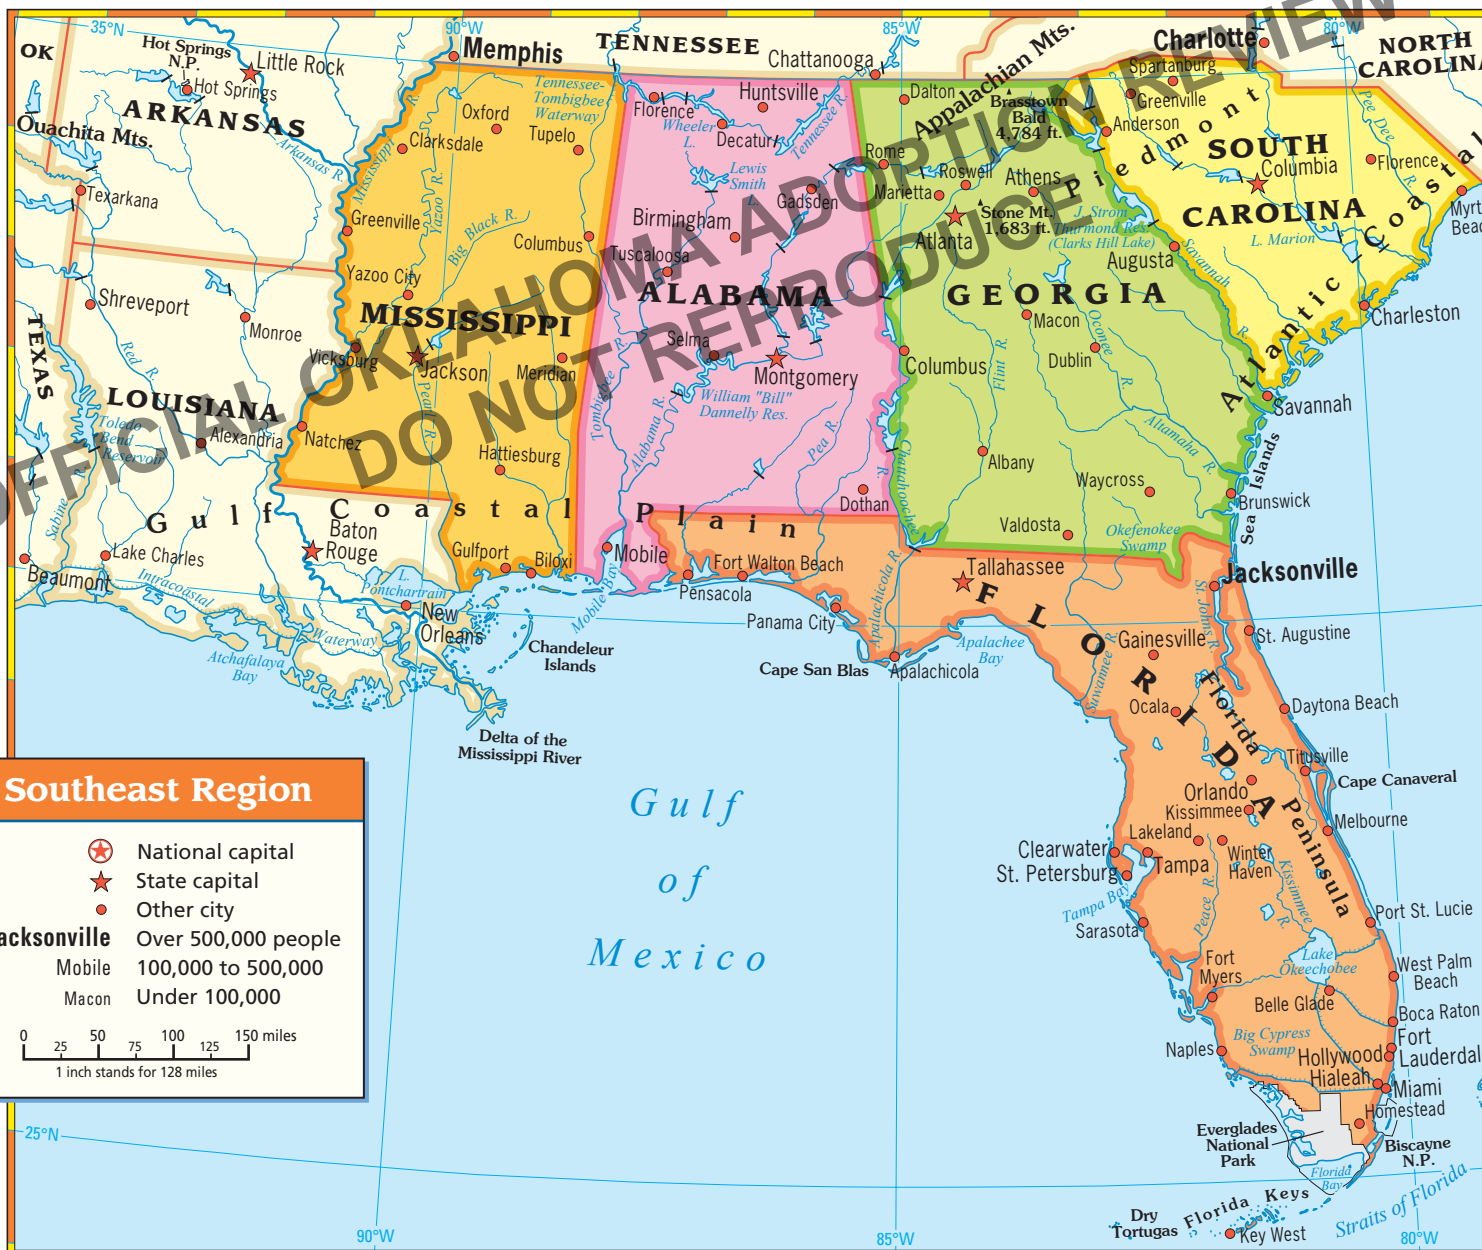 35°N
90°W
85°W
80°W
OK
Hot Springs
N.P.
Little Rock
Hot Springs
ARKANSAS
Ouachita Mts.
Arkansas R.
Texarkana
Memphis
TENNESSEE
Chattanooga
Appalachian Mts.
Charlotte
NORTH
CAROLINA
Spartanburg
Greenville
Anderson
Piedmont
SOUTH
CAROLINA
Columbia
Florence
Pee Dee
R.
L. Marion
Myrt
Beac
Atlantic Coastal
Charleston
Savannah
R.
Mississippi
R.
Oxford
Clarksdale
Tupelo
Tennessee-
Tombigbee
Waterway
Greenville
Yazoo R.
Big Black R.
Columbus
Yazoo City
MISSISSIPPI
Vicksburg
Jackson
Meridian
Pearl R.
Natchez
Hattiesburg
Gulfport
Biloxi
Florence
Huntsville
Wheeler
L.
Decatur
Tennessee R.
Lewis
Smith
L.
Gadsden
Birmingham
Tuscaloosa
ALABAMA
Selma
Montgomery
William "Bill"
Dannelly Res.
Tombigbee R.
Alabama R.
Pea R.
Dothan
Mobile
Mobile Bay
Dalton
Brasstown
Bald
4,784 ft.
Rome
Roswell
Marietta
Athens
Atlanta
Stone Mt.
1,683 ft.
J. Strom
Thurmond Res.
(Clarks Hill Lake)
Augusta
GEORGIA
Macon
Columbus
Flint R.
Oconee
R.
Dublin
Altamaha R.
Savannah
Albany
Waycross
Chattahoochee
R.
Valdosta
Okefenokee
Swamp
Brunswick
Sea Islands
TEXAS
Shreveport
Monroe
Red R.
LOUISIANA
Toledo
Bend
Reservoir
Alexandria
Sabine
R.
Gulf Coastal Plain
Baton
Rouge
Lake Charles
Beaumont
Intracoastal
Waterway
L.
Pontchartrain
New
Orleans
Atchafalaya
Bay
Chandeleur
Islands
Delta of the
Mississippi River
Pensacola
Fort Walton Beach
Panama City
Apalachicola R.
Cape San Blas
Apalachicola
Apalachee
Bay
Tallahassee
FLORIDA
Jacksonville
St. Johns R.
St. Augustine
Gainesville
Suwannee R.
Ocala
Florida
Peninsula
Daytona Beach
Titusville
Cape Canaveral
Orlando
Kissimmee
Melbourne
Lakeland
Winter
Haven
Clearwater
Tampa
St. Petersburg
Tampa Bay
Kissimmee
R.
Peace R.
Sarasota
Port St. Lucie
Lake
Okeechobee
Fort
Myers
West Palm
Beach
Belle Glade
Boca Raton
Big Cypress
Swamp
Naples
Fort
Lauderdal
Hollywood
Hialeah
Miami
Homestead
Everglades
National
Park
Biscayne
N.P.
Florida
Bay
Florida Keys
Dry
Tortugas
Key West
Straits of Florida
Gulf
of
Mexico
Southeast Region
National capital
State capital
Other city
acksonville Over 500,000 people
Mobile 100,000 to 500,000
Macon Under 100,000
0 50 100 150 miles
25 75 125
1 inch stands for 128 miles
25°N
90°W
85°W
80°W
OFFICIAL OKLAHOMA ADOPTION REVIEW
DO NOT REPRODUCE